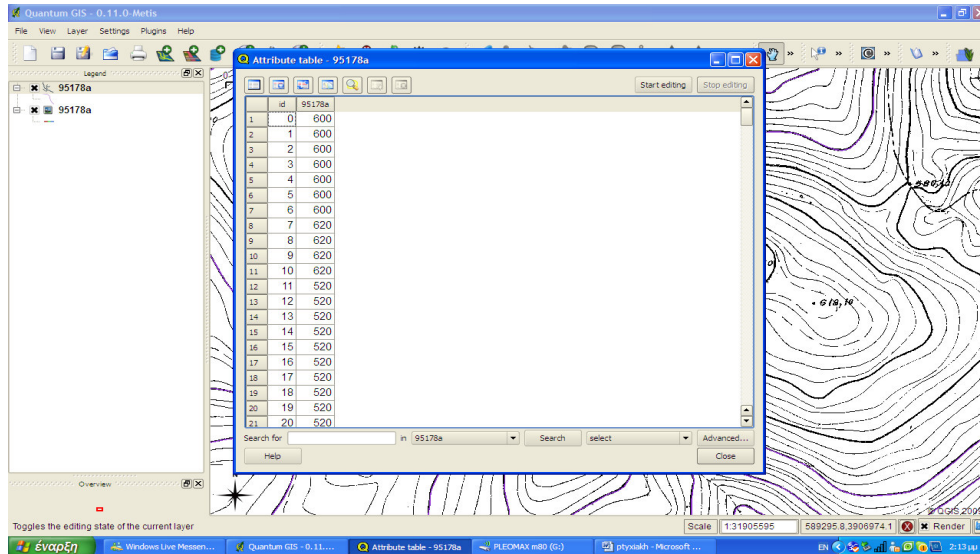 Quantum GIS - 0.11.0-Metis
File View Layer Settings Plugins Help
Attribute table - 95178a
Legend
95178a
95178a
Start editing Stop editing
id 95178a
1 0 600
2 1 600
3 2 600
4 3 600
5 4 600
6 5 600
7 6 600
8 7 620
9 8 620
10 9 620
11 10 620
12 11 520
13 12 520
14 13 520
15 14 520
16 15 520
17 16 520
18 17 520
19 18 520
20 19 520
21 20 520
Search for in 95178a Search select Advanced...
Help Close
Overview
© QGIS 2009
Toggles the editing state of the current layer
Scale 1:31905595 589295.8,3906974.1 Render
έναρξη Windows Live Messen... Quantum GIS - 0.11.... Attribute table - 95178a PLEOMAX m80 (G:) ptyxiakh - Microsoft ... EN